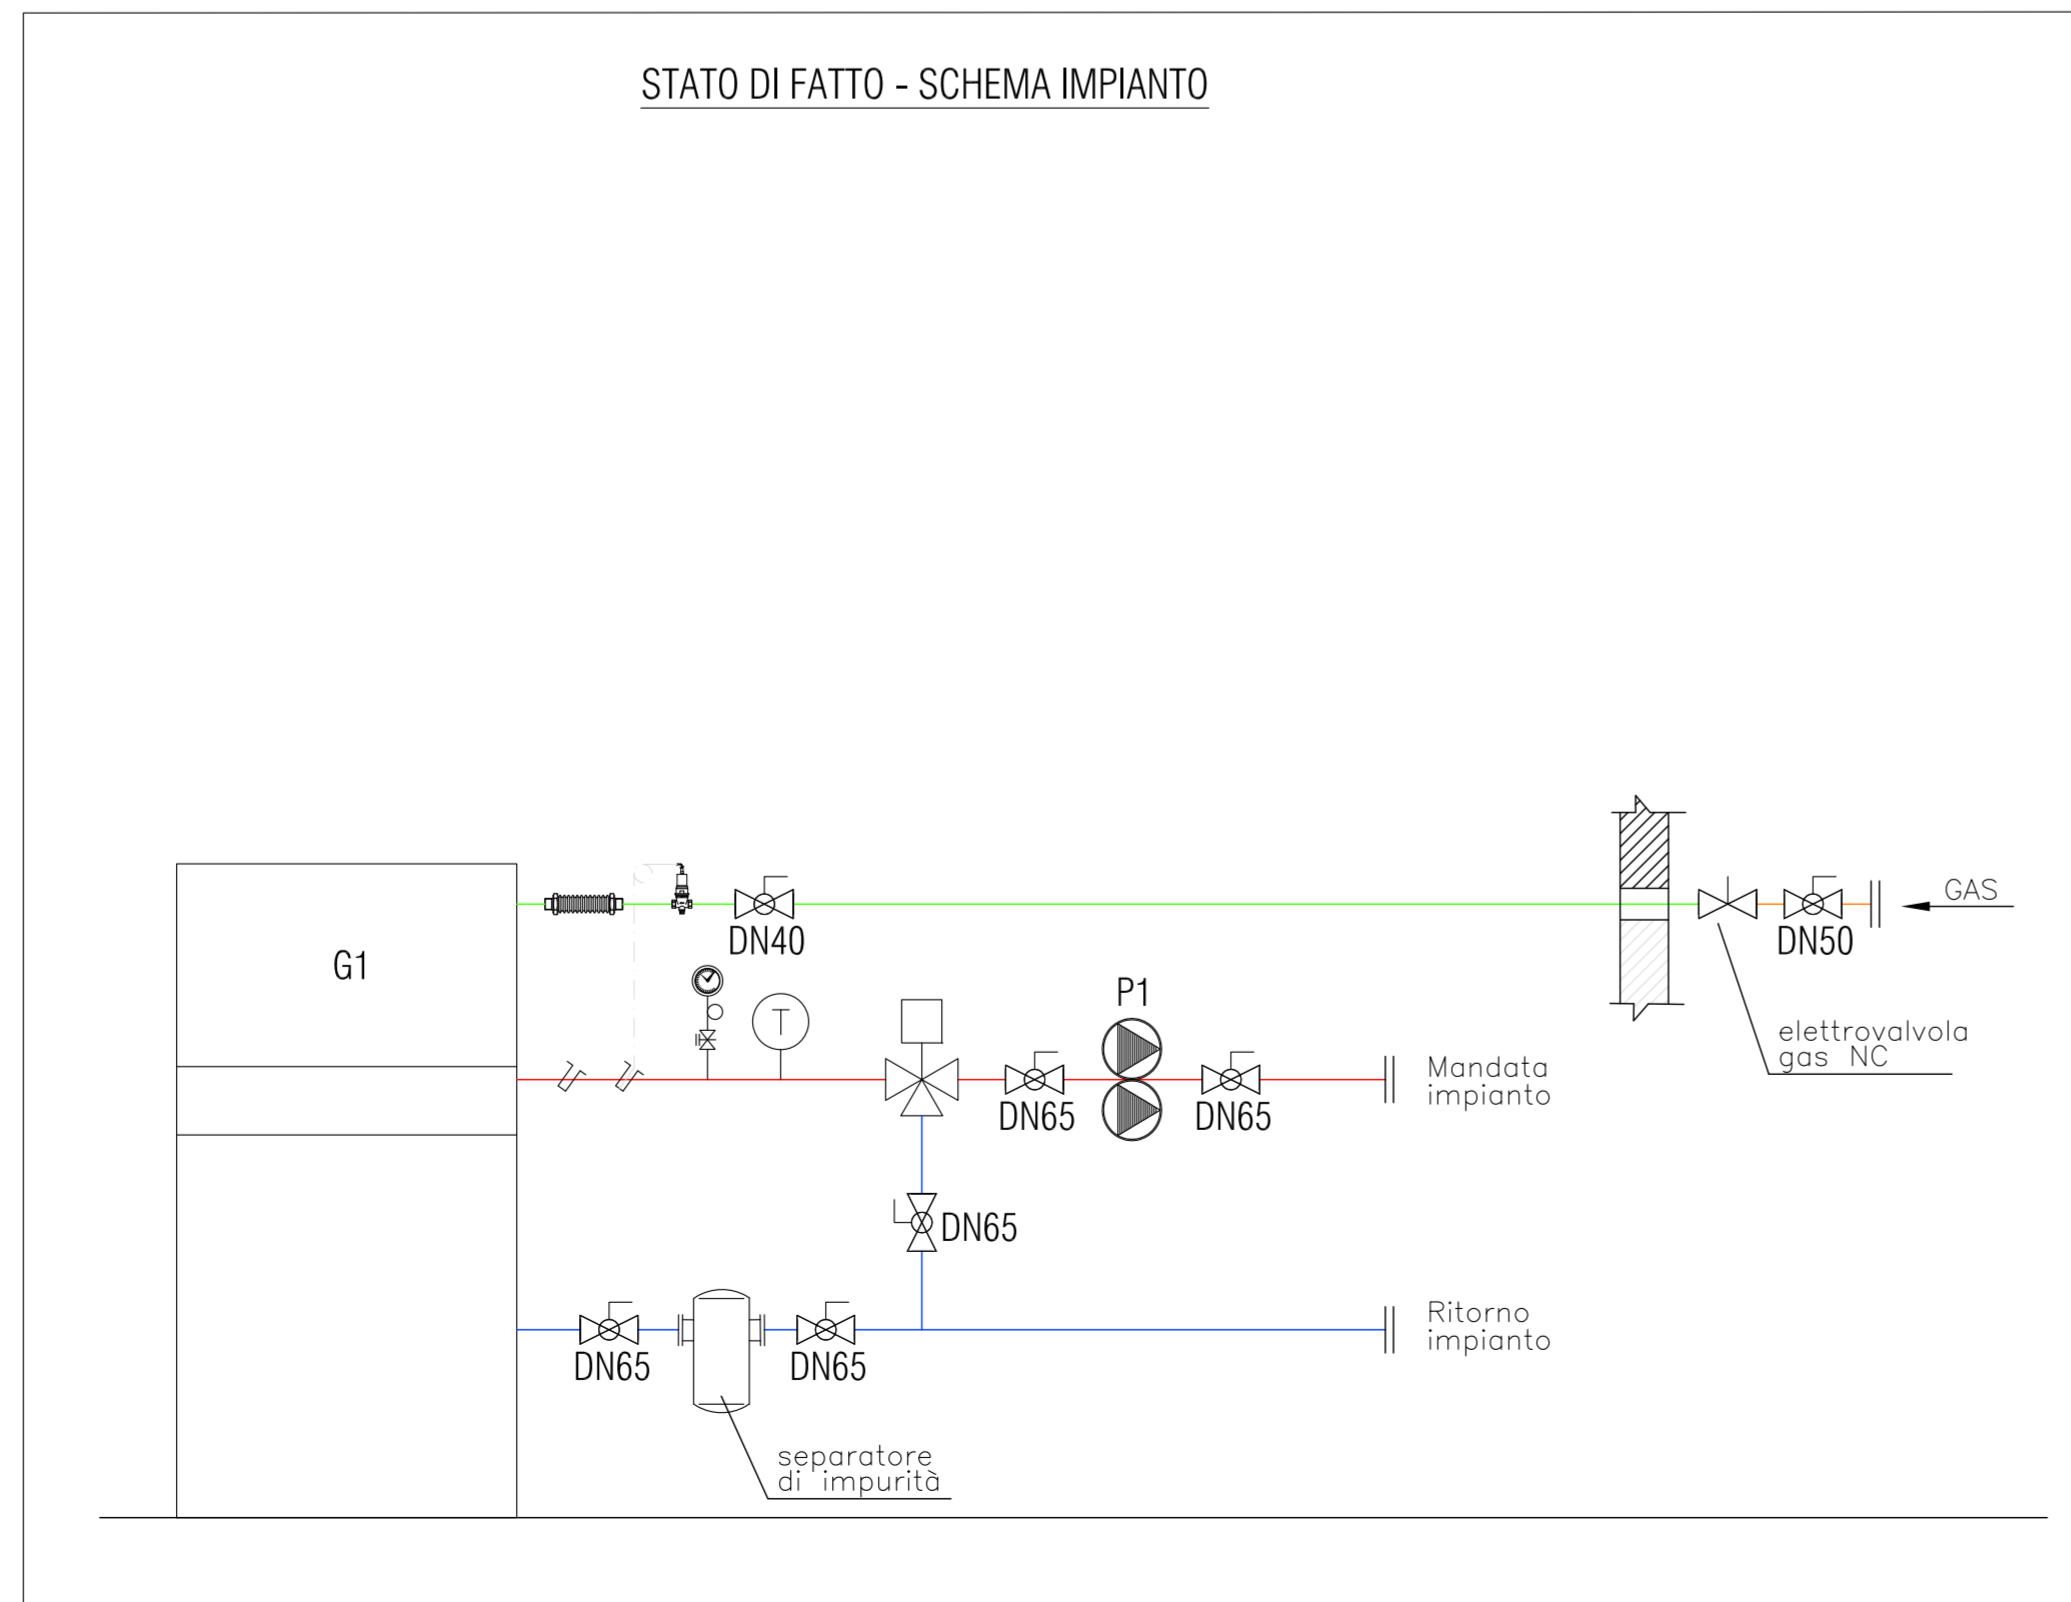 STATO DI FATTO - SCHEMA IMPIANTO
GAS
DN40
DN50
G1
P1
T
elettrovalvola
gas NC
Mandata
impianto
DN65
DN65
DN65
Ritorno
impianto
DN65
DN65
separatore
di impurità